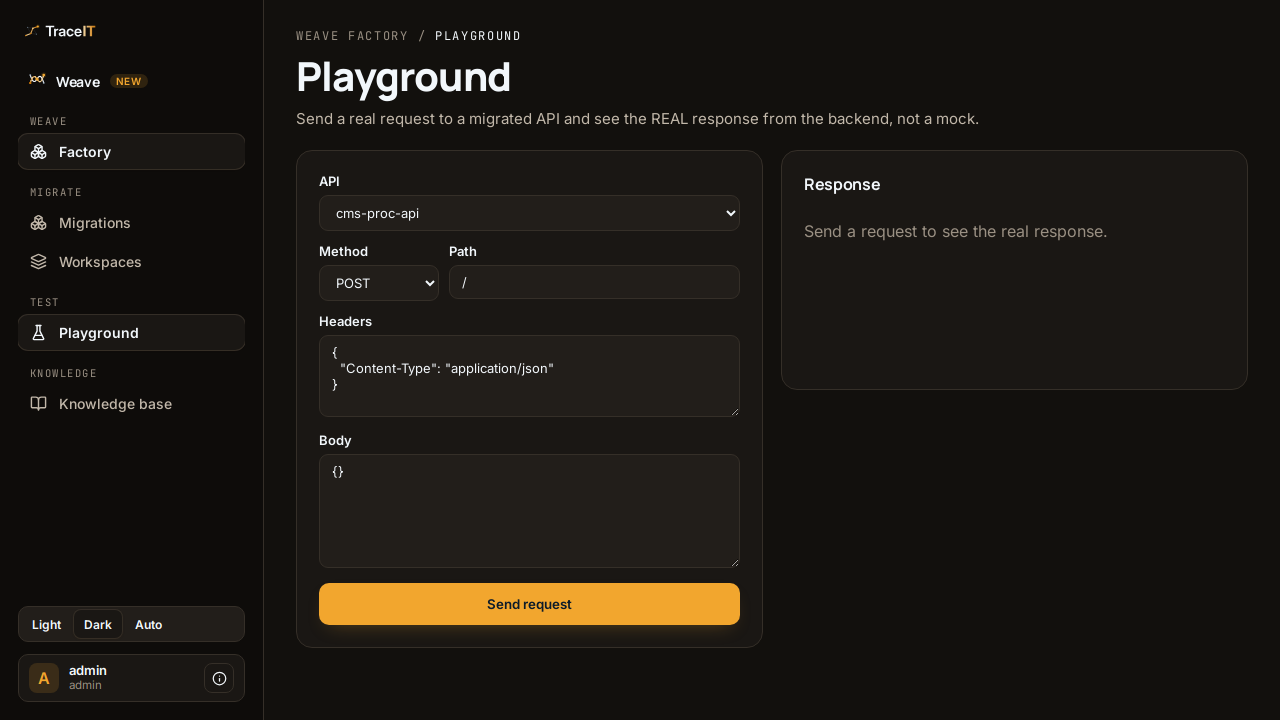 TraceIT
Weave NEW
WEAVE
Factory
MIGRATE
Migrations
Workspaces
TEST
Playground
KNOWLEDGE
Knowledge base
Light Dark Auto
A
admin
admin
WEAVE FACTORY / PLAYGROUND
Playground
Send a real request to a migrated API and see the REAL response from the backend, not a mock.
API
cms-proc-api
Method Path
POST /
Headers
{
"Content-Type": "application/json"
}
Body
{}
Send request
Response
Send a request to see the real response.